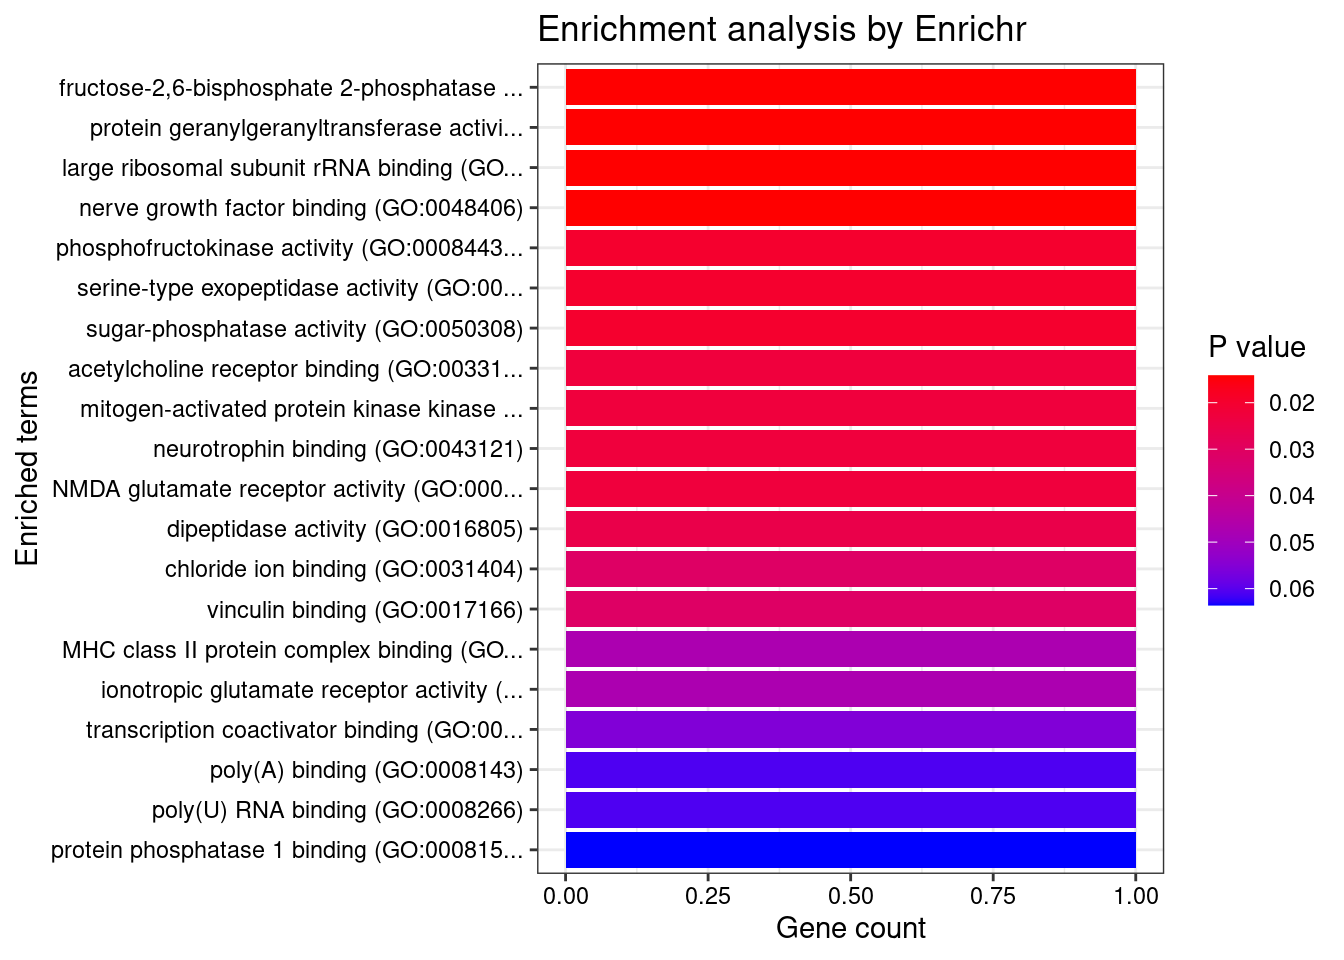 Enrichment analysis by Enrichr
fructose-2,6-bisphosphate 2-phosphatase ...
protein geranylgeranyltransferase activi...
large ribosomal subunit rRNA binding (GO...
nerve growth factor binding (GO:0048406)
phosphofructokinase activity (GO:0008443...
serine-type exopeptidase activity (GO:00...
sugar-phosphatase activity (GO:0050308)
acetylcholine receptor binding (GO:00331...
mitogen-activated protein kinase kinase ...
neurotrophin binding (GO:0043121)
NMDA glutamate receptor activity (GO:000...
dipeptidase activity (GO:0016805)
chloride ion binding (GO:0031404)
vinculin binding (GO:0017166)
MHC class II protein complex binding (GO...
ionotropic glutamate receptor activity (...
transcription coactivator binding (GO:00...
poly(A) binding (GO:0008143)
poly(U) RNA binding (GO:0008266)
protein phosphatase 1 binding (GO:000815...
Enriched terms
0.00 0.25 0.50 0.75 1.00
Gene count
P value
0.02
0.03
0.04
0.05
0.06